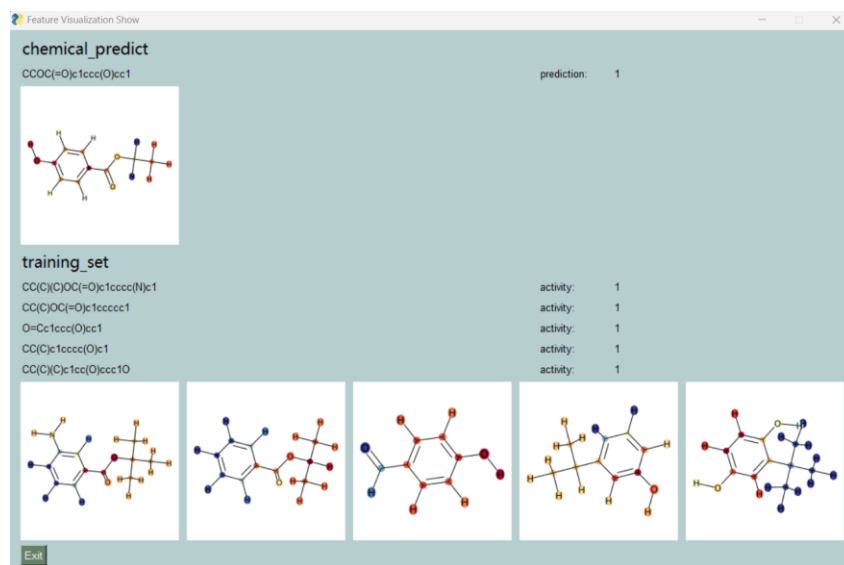 Feature Visualization Show
chemical_predict
CCOC(=O)c1ccc(O)cc1 prediction: 1
training_set
CC(C)(C)OC(=O)c1cccc(N)c1 activity: 1
CC(C)OC(=O)c1ccccc1 activity: 1
O=Cc1ccc(O)cc1 activity: 1
CC(C)c1cccc(O)c1 activity: 1
CC(C)(C)c1cc(O)ccc1O activity: 1
Exit